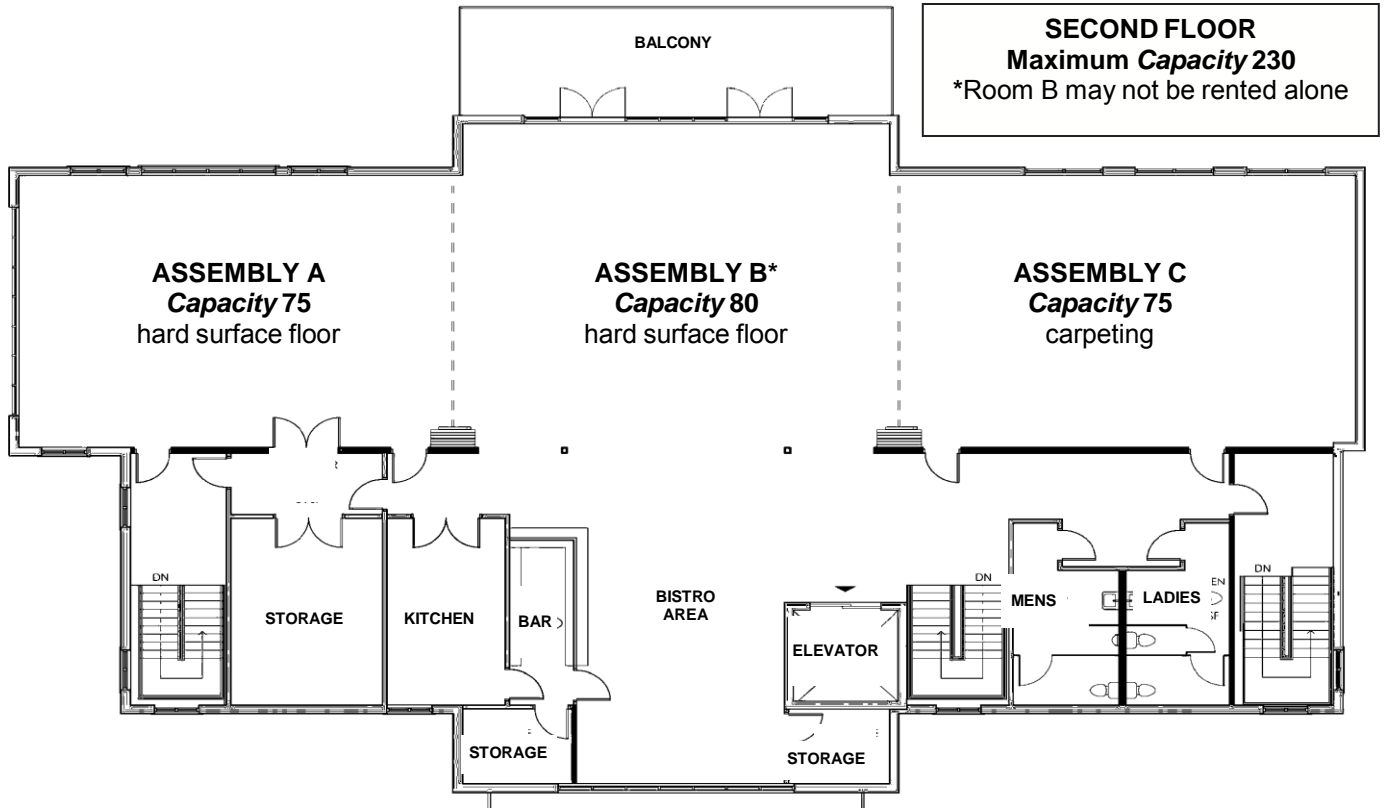 BALCONY
SECOND FLOOR
Maximum Capacity 230
*Room B may not be rented alone
ASSEMBLY A
Capacity 75
hard surface floor
ASSEMBLY B*
Capacity 80
hard surface floor
ASSEMBLY C
Capacity 75
carpeting
DN
STORAGE
KITCHEN
BAR
BISTRO
AREA
ELEVATOR
DN
MENS
LADIES
EN
DN
STORAGE
STORAGE